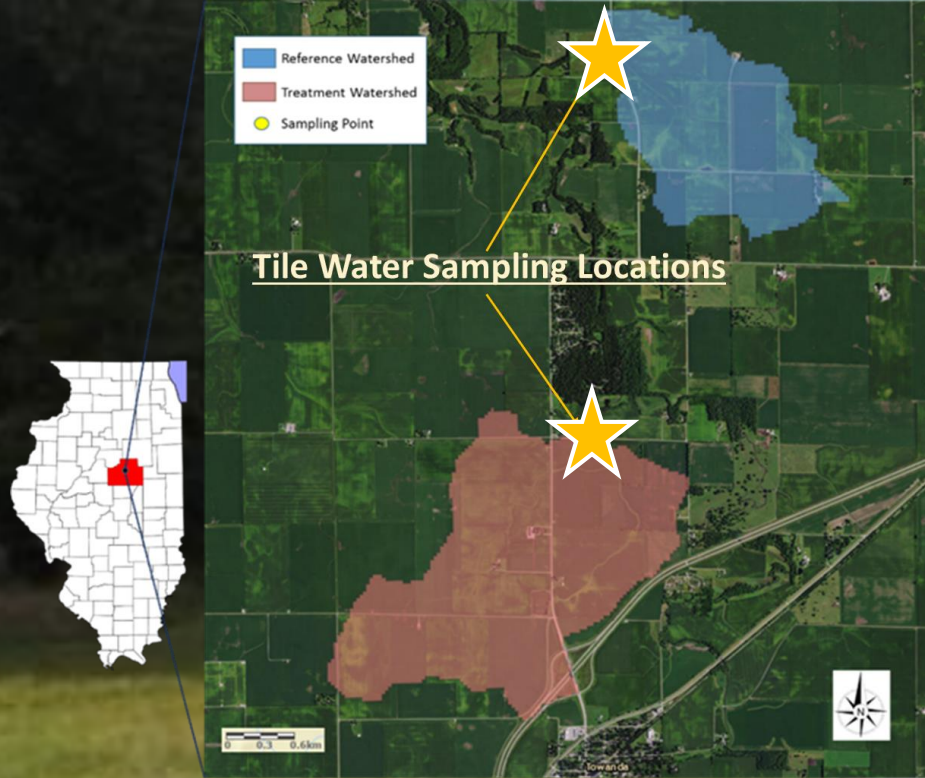 Reference Watershed
Treatment Watershed
Sampling Point
Tile Water Sampling Locations
N
0 0.3 0.6km
Towanda